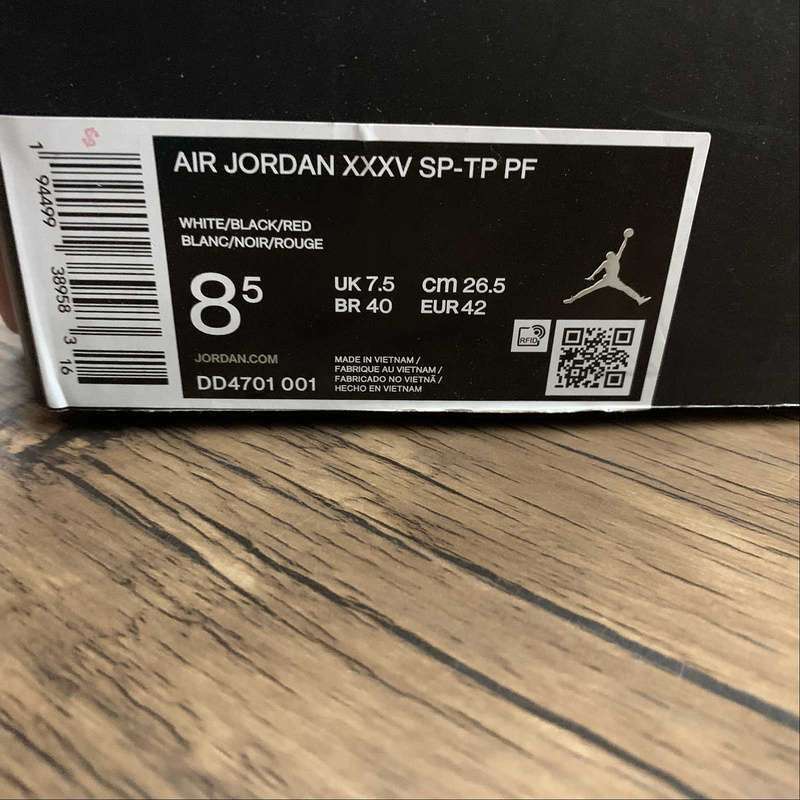 AIR JORDAN XXXV SP-TP PF
WHITE/BLACK/RED
BLANC/NOIR/ROUGE
8 5
UK 7.5 cm 26.5
BR 40 EUR 42
JORDAN.COM
DD4701 001
MADE IN VIETNAM /
FABRIQUE AU VIETNAM /
FABRICADO NO VIETNÃ /
HECHO EN VIETNAM
RFID
1 94499 38958 3 16